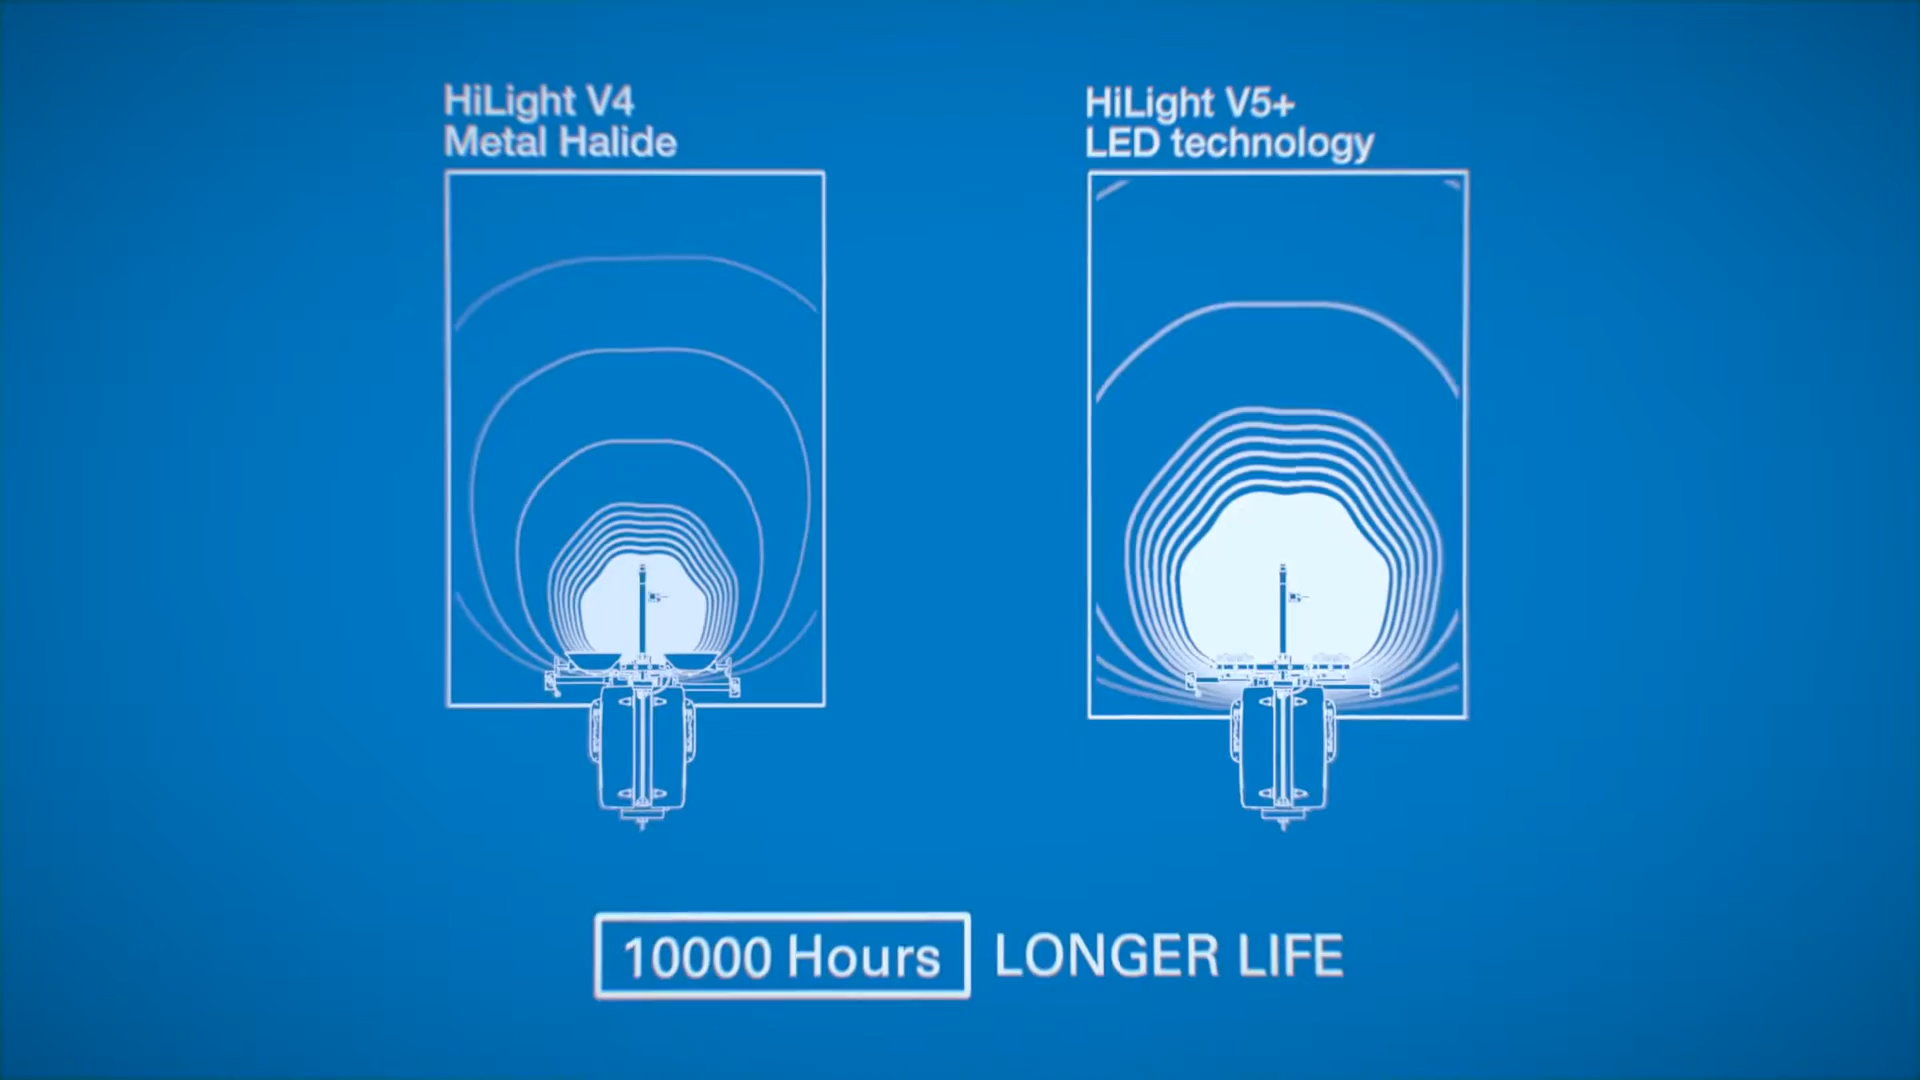 HiLight V4
Metal Halide
HiLight V5+
LED technology
10000 Hours LONGER LIFE